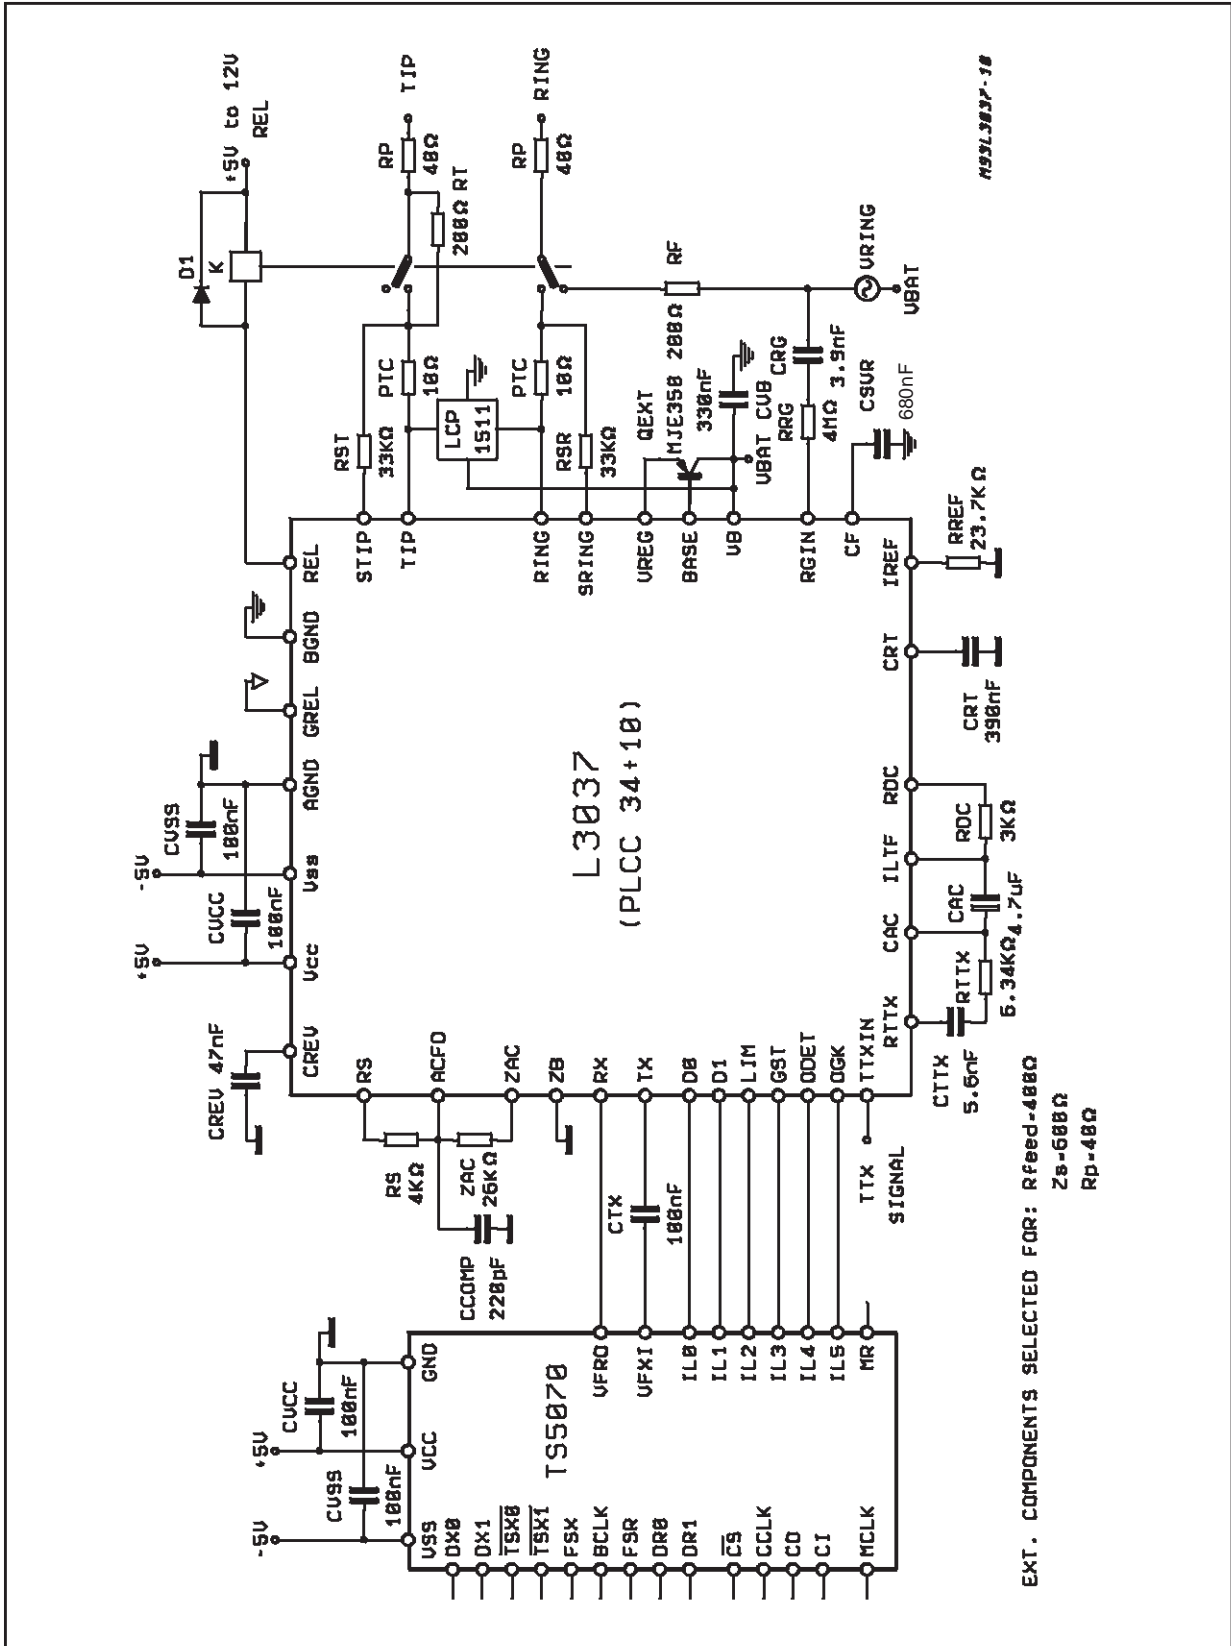 -5V
+5V
CVSS
100nF
CVCC
100nF
VSS
VCC
GND
DX0
DX1
TSX0
TSX1
FSX
BCLK
FSR
DR0
DR1
CS
CCLK
CO
CI
MCLK
TS5070
VFRO
VFXI
IL0
IL1
IL2
IL3
IL4
IL5
MR
CCOMP
220pF
RS
4KΩ
ZAC
26KΩ
CTX
100nF
TTX
SIGNAL
CREV 47nF
+5V
-5V
CVCC
100nF
CVSS
100nF
CREV
Vcc
Vss
AGND
GREL
BGND
REL
RS
ACFD
ZAC
ZB
RX
TX
D0
D1
LIM
GST
ODET
OGK
TTXIN
L3037
(PLCC 34+10)
RTTX
CAC
ILTF
RDC
CRT
IREF
CTTX
5.6nF
RTTX
6.34KΩ
CAC
4.7uF
RDC
3KΩ
CRT
390nF
RREF
23.7KΩ
STIP
TIP
RING
SRING
VREG
BASE
VB
RGIN
CF
RST
33KΩ
PTC
10Ω
LCP
1511
PTC
10Ω
RSR
33KΩ
QEXT
MJE350
VBAT
CVB
330nF
RRG
4MΩ
CRG
3.9nF
CSVR
680nF
D1
K
+5V to 12V
REL
RP
40Ω
TIP
200Ω RT
RP
40Ω
RING
RF
200Ω
VRING
VBAT
M93L3037-10
EXT. COMPONENTS SELECTED FOR: Rfeed=400Ω
Zs=600Ω
Rp=40Ω